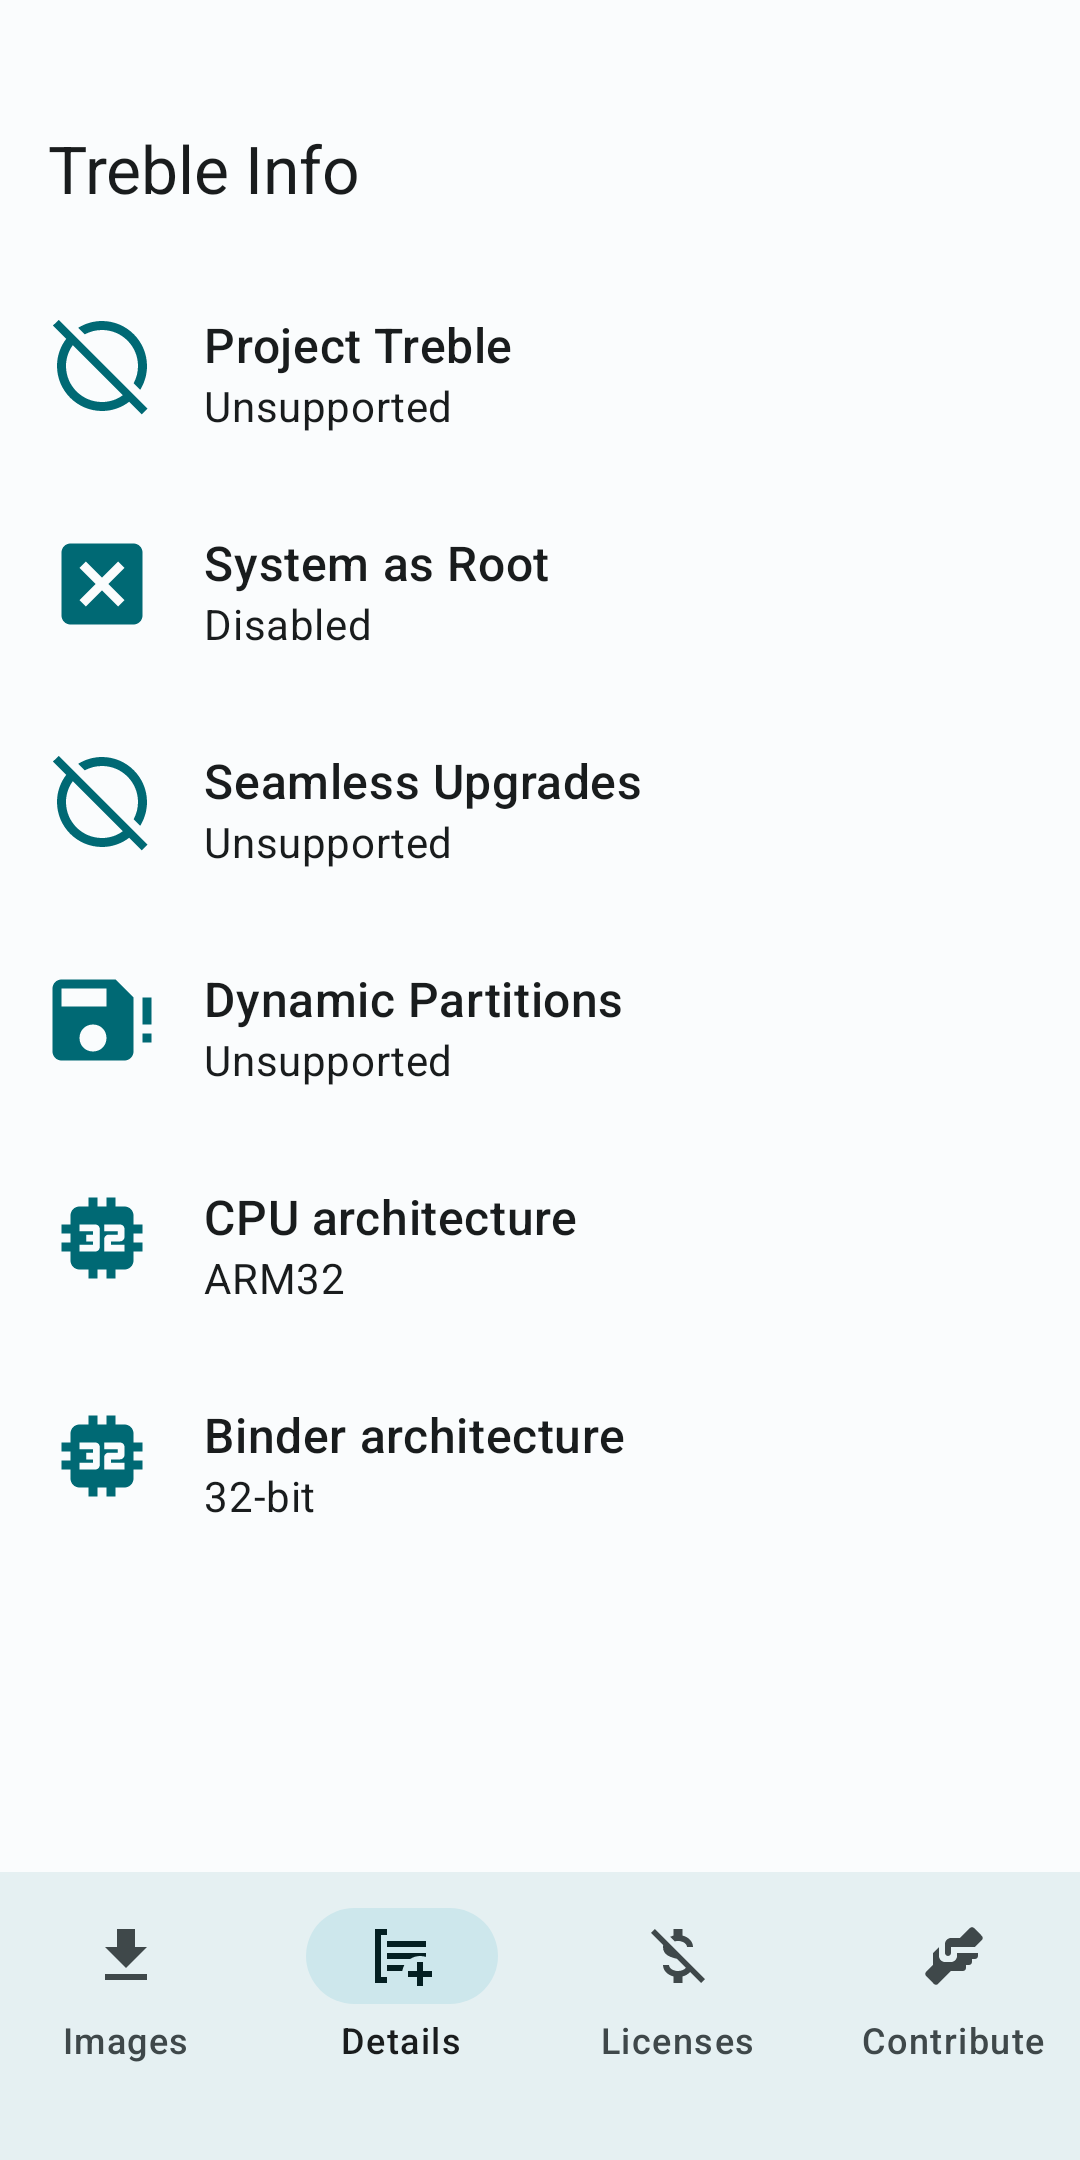 Treble Info
Project Treble
Unsupported
System as Root
Disabled
Seamless Upgrades
Unsupported
Dynamic Partitions
Unsupported
32
CPU architecture
ARM32
32
Binder architecture
32-bit
Images
Details
Licenses
Contribute